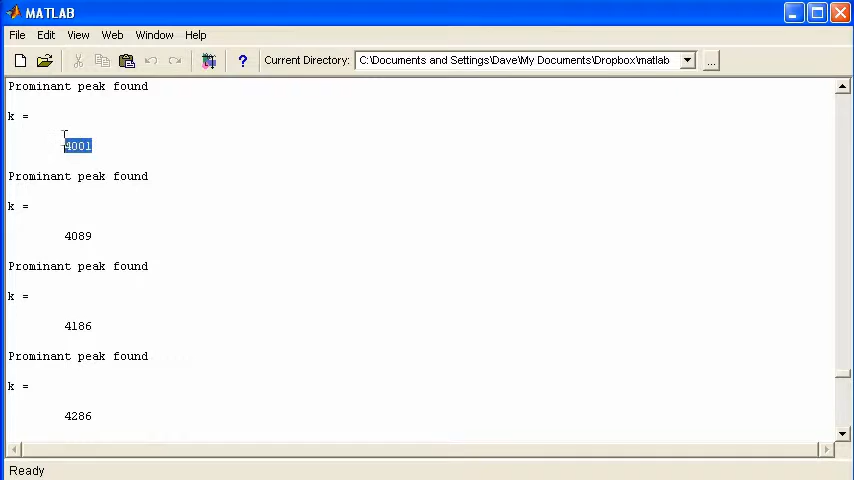 MATLAB
File Edit View Web Window Help
? Current Directory: C:\Documents and Settings\Dave\My Documents\Dropbox\matlab ...
Prominant peak found
k =
4001
Prominant peak found
k =
4089
Prominant peak found
k =
4186
Prominant peak found
k =
4286
Ready